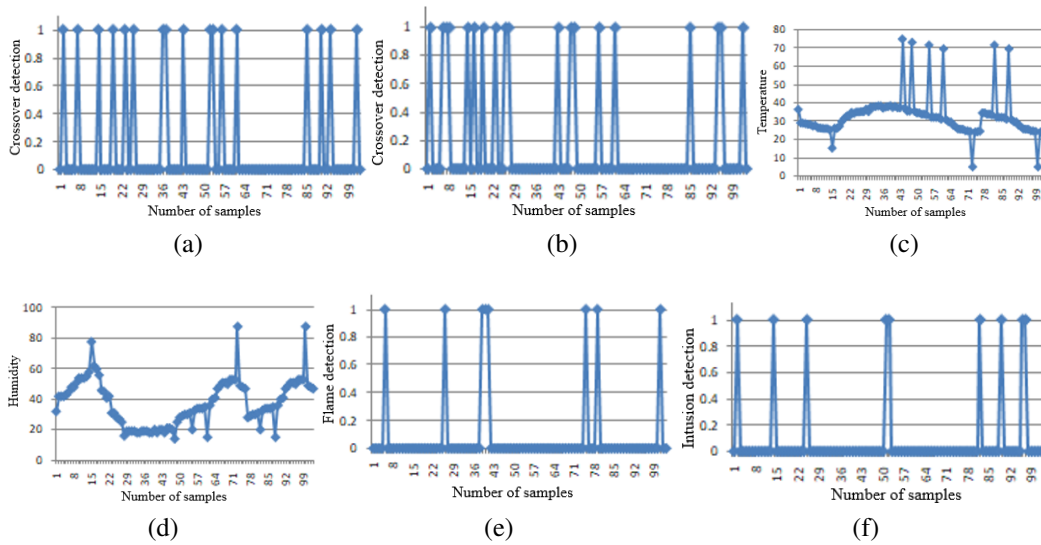 Crossover detection
1
0.8
0.6
0.4
0.2
0
1 8 15 22 29 36 43 50 57 64 71 78 85 92 99
Number of samples
(a)
Crossover detection
1
0.8
0.6
0.4
0.2
0
1 8 15 22 29 36 43 50 57 64 71 78 85 92 99
Number of samples
(b)
Temperature
80
70
60
50
40
30
20
10
0
1 8 15 22 29 36 43 50 57 64 71 78 85 92 99
Number of samples
(c)
Humidity
100
80
60
40
20
0
1 8 15 22 29 36 43 50 57 64 71 78 85 92 99
Number of samples
(d)
Flame detection
1
0.8
0.6
0.4
0.2
0
1 8 15 22 29 36 43 50 57 64 71 78 85 92 99
Number of samples
(e)
Intusion detection
1
0.8
0.6
0.4
0.2
0
1 8 15 22 29 36 43 50 57 64 71 78 85 92 99
Number of samples
(f)